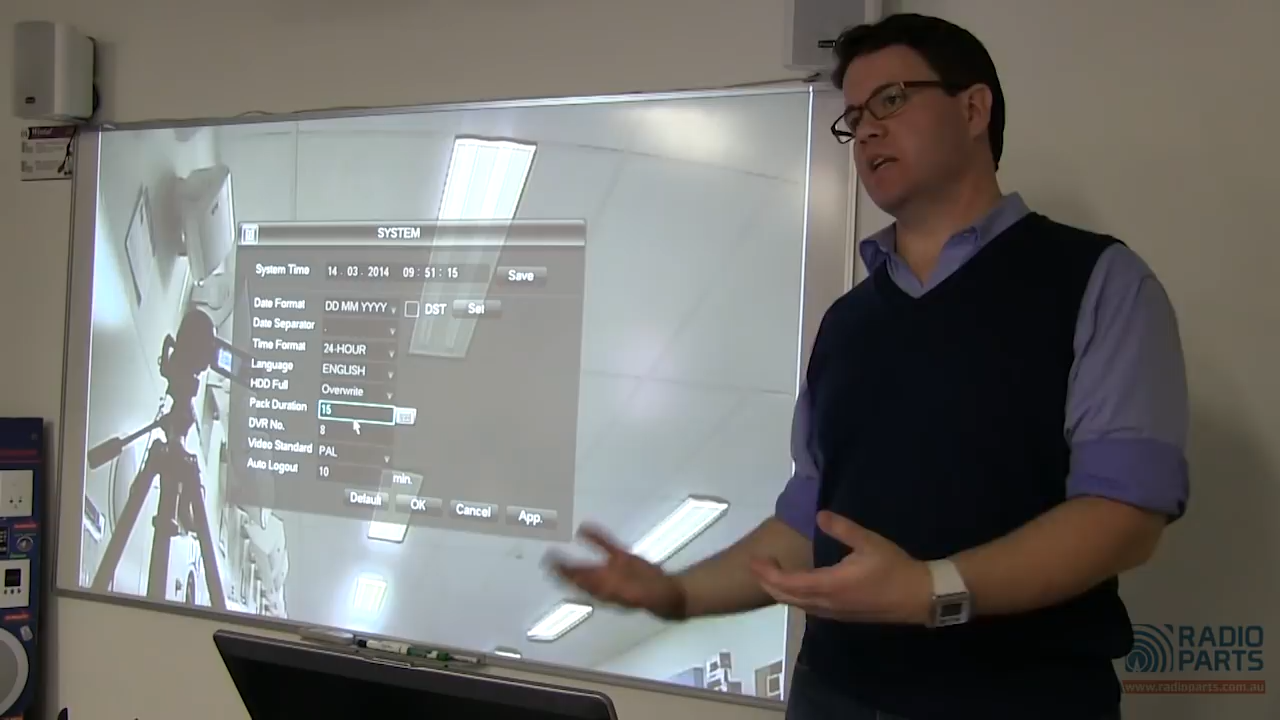 SYSTEM
System Time 14 . 03 . 2014 09 : 51 : 15 Save
Date Format DD MM YYYY DST Set
Date Separator .
Time Format 24-HOUR
Language ENGLISH
HDD Full Overwrite
Pack Duration 15
DVR No. 8
Video Standard PAL
Auto Logout 10 min.
Default OK Cancel App.
RADIO
PARTS
www.radioparts.com.au